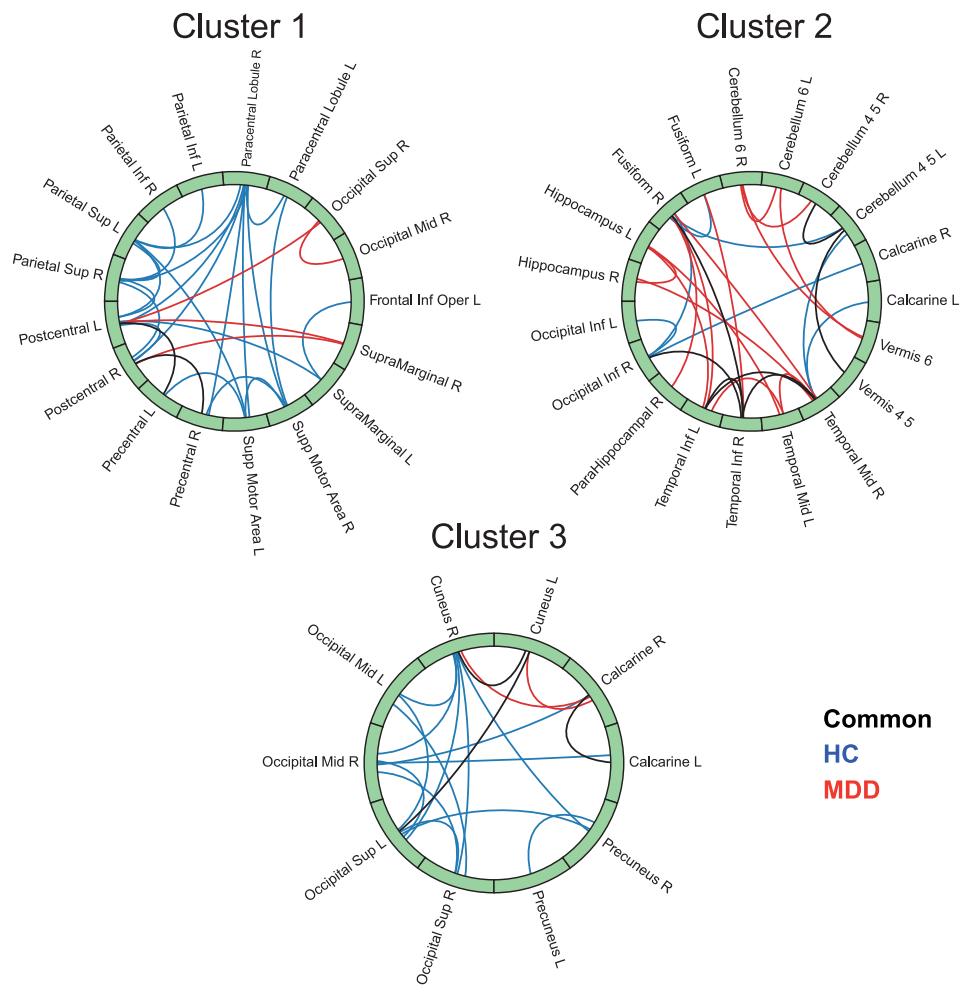 Cluster 1
Paracentral Lobule R
Paracentral Lobule L
Occipital Sup R
Occipital Mid R
Frontal Inf Oper L
SupraMarginal R
SupraMarginal L
Supp Motor Area R
Supp Motor Area L
Precentral R
Precentral L
Postcentral R
Postcentral L
Parietal Sup R
Parietal Sup L
Parietal Inf R
Parietal Inf L
Cluster 2
Cerebellum 6 R
Cerebellum 6 L
Cerebellum 4 5 R
Cerebellum 4 5 L
Calcarine R
Calcarine L
Vermis 6
Vermis 4 5
Temporal Mid R
Temporal Mid L
Temporal Inf R
Temporal Inf L
ParaHippocampal R
Occipital Inf R
Occipital Inf L
Hippocampus R
Hippocampus L
Fusiform R
Fusiform L
Cluster 3
Cuneus R
Cuneus L
Calcarine R
Calcarine L
Precuneus R
Precuneus L
Occipital Sup R
Occipital Sup L
Occipital Mid R
Occipital Mid L
Common
HC
MDD